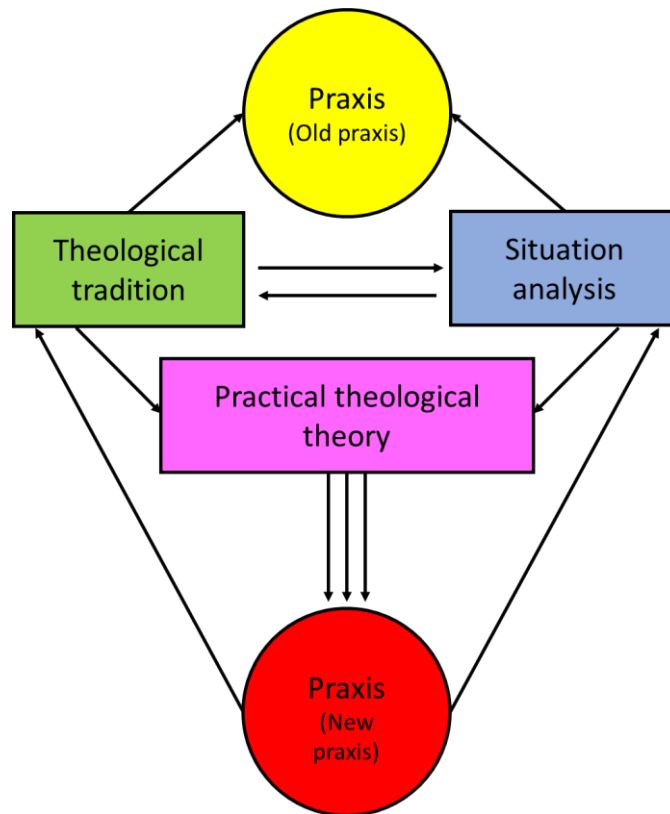 Praxis
(Old praxis)
Theological
tradition
Situation
analysis
Practical theological
theory
Praxis
(New
praxis)